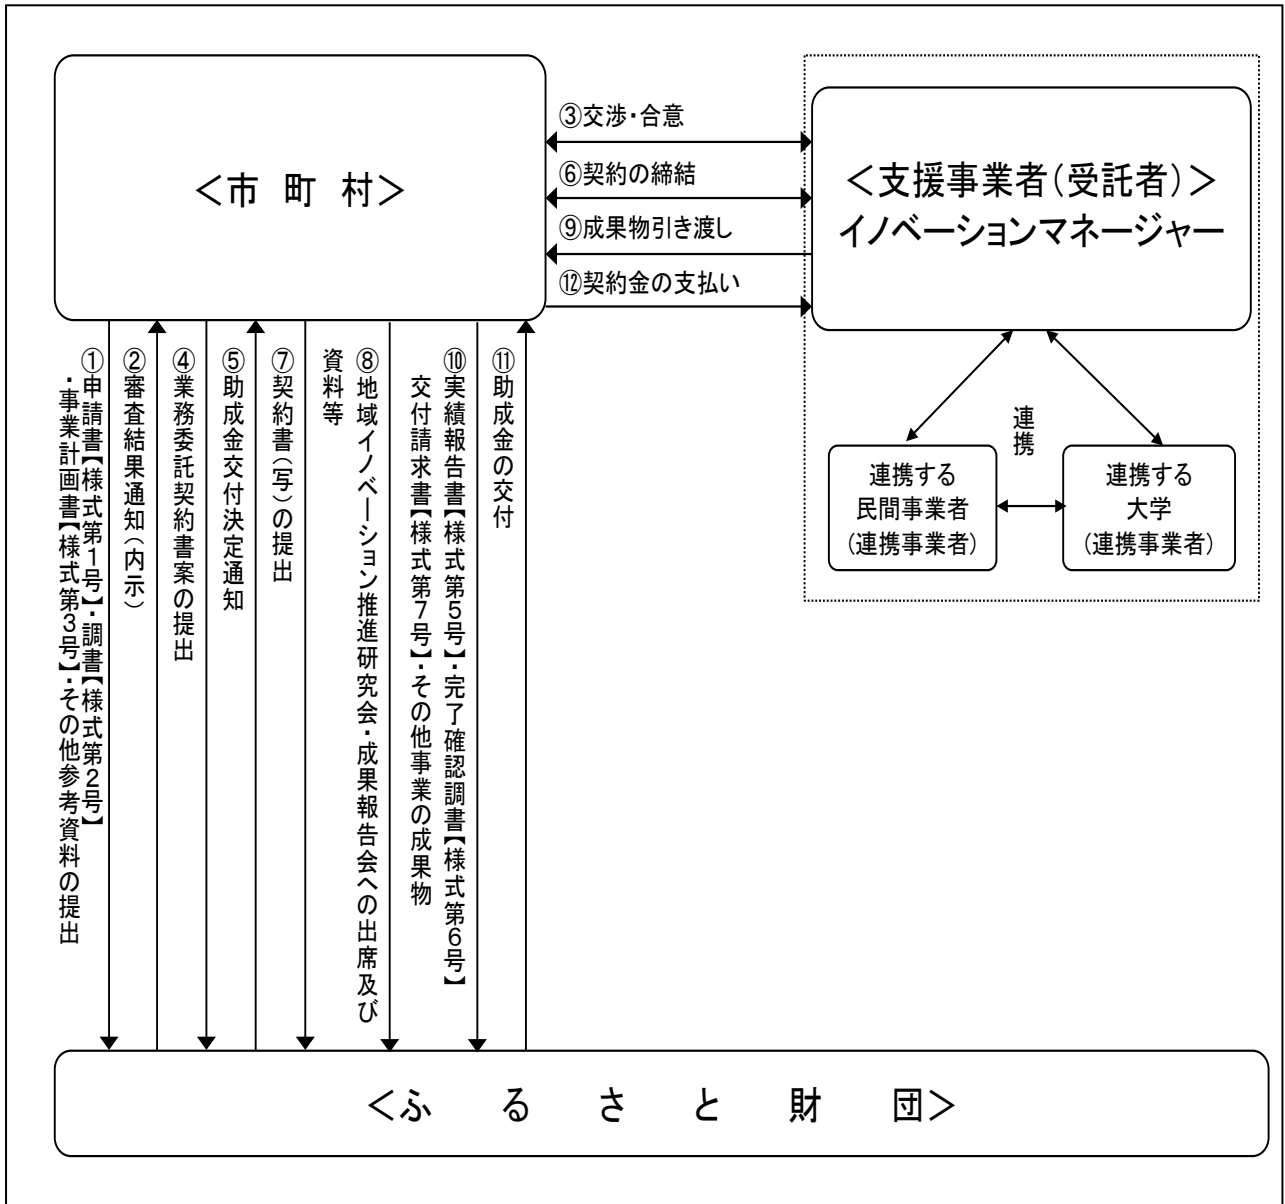 ＜市　町　村＞
③交渉・合意
⑥契約の締結
⑨成果物引き渡し
⑫契約金の支払い
＜支援事業者（受託者）＞
イノベーションマネージャー
連携
連携する
民間事業者
（連携事業者）
連携する
大学
（連携事業者）
①申請書【様式第１号】・調書【様式第２号】
・事業計画書【様式第３号】・その他参考資料の提出
②審査結果通知（内示）
④業務委託契約書案の提出
⑤助成金交付決定通知
⑦契約書（写）の提出
⑧地域イノベーション推進研究会・成果報告会への出席及び
資料等
⑩実績報告書【様式第５号】・完了確認調書【様式第６号】
交付請求書【様式第７号】・その他事業の成果物
⑪助成金の交付
＜ふ　る　さ　と　財　団＞